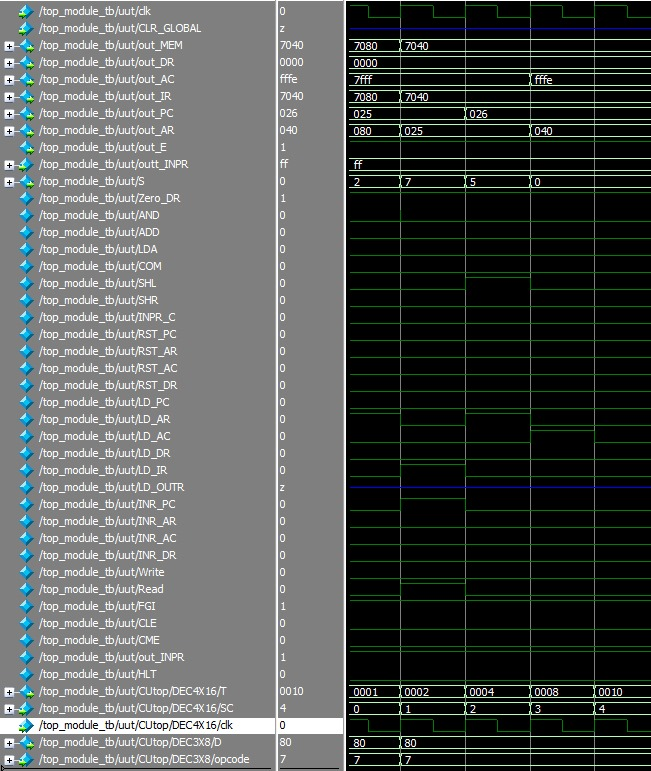 /top_module_tb/uut/clk 0
/top_module_tb/uut/CLR_GLOBAL z
/top_module_tb/uut/out_MEM 7040 7080 7040
/top_module_tb/uut/out_DR 0000 0000
/top_module_tb/uut/out_AC fffe 7fff fffe
/top_module_tb/uut/out_IR 7040 7080 7040
/top_module_tb/uut/out_PC 026 025 026
/top_module_tb/uut/out_AR 040 080 025 040
/top_module_tb/uut/out_E 1
/top_module_tb/uut/outt_INPR ff ff
/top_module_tb/uut/S 0 2 7 5 0
/top_module_tb/uut/Zero_DR 1
/top_module_tb/uut/AND 0
/top_module_tb/uut/ADD 0
/top_module_tb/uut/LDA 0
/top_module_tb/uut/COM 0
/top_module_tb/uut/SHL 0
/top_module_tb/uut/SHR 0
/top_module_tb/uut/INPR_C 0
/top_module_tb/uut/RST_PC 0
/top_module_tb/uut/RST_AR 0
/top_module_tb/uut/RST_AC 0
/top_module_tb/uut/RST_DR 0
/top_module_tb/uut/LD_PC 0
/top_module_tb/uut/LD_AR 0
/top_module_tb/uut/LD_AC 0
/top_module_tb/uut/LD_DR 0
/top_module_tb/uut/LD_IR 0
/top_module_tb/uut/LD_OUTR z
/top_module_tb/uut/INR_PC 0
/top_module_tb/uut/INR_AR 0
/top_module_tb/uut/INR_AC 0
/top_module_tb/uut/INR_DR 0
/top_module_tb/uut/Write 0
/top_module_tb/uut/Read 0
/top_module_tb/uut/FGI 1
/top_module_tb/uut/CLE 0
/top_module_tb/uut/CME 0
/top_module_tb/uut/out_INPR 1
/top_module_tb/uut/HLT 0
/top_module_tb/uut/CUtop/DEC4X16/T 0010 0001 0002 0004 0008 0010
/top_module_tb/uut/CUtop/DEC4X16/SC 4 0 1 2 3 4
/top_module_tb/uut/CUtop/DEC4X16/clk 0
/top_module_tb/uut/CUtop/DEC3X8/D 80 80 80
/top_module_tb/uut/CUtop/DEC3X8/opcode 7 7 7